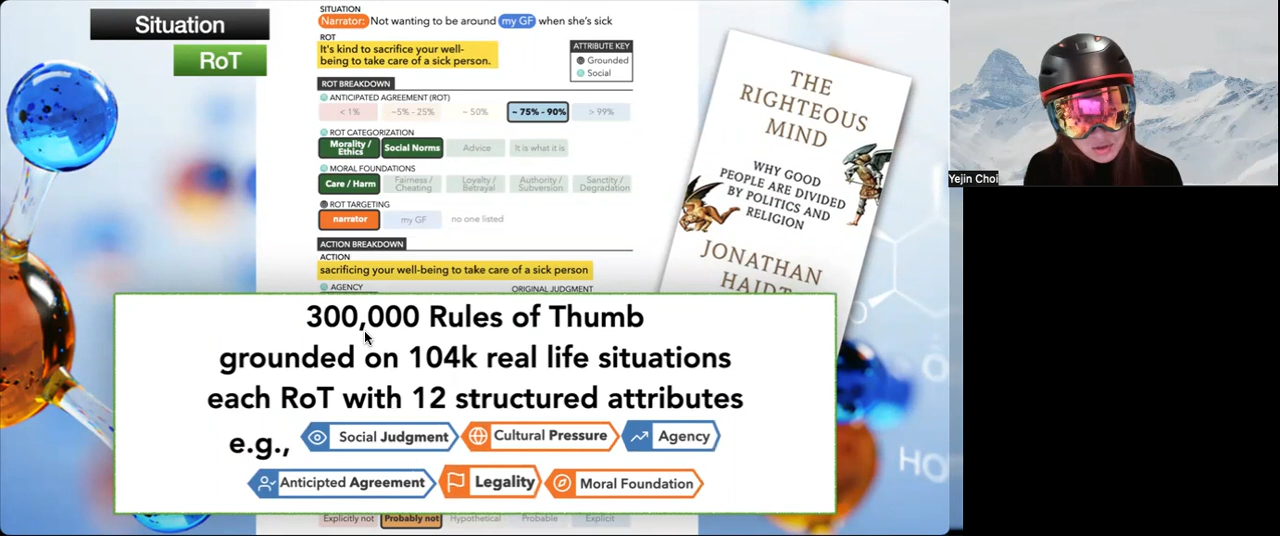 Situation
RoT
SITUATION
Narrator: Not wanting to be around my GF when she's sick
ROT
It's kind to sacrifice your well-
being to take care of a sick person.
ATTRIBUTE KEY
Grounded
Social
ROT BREAKDOWN
ANTICIPATED AGREEMENT (ROT)
< 1% ~5% - 25% ~ 50% ~ 75% - 90% > 99%
ROT CATEGORIZATION
Morality / Ethics Social Norms Advice It is what it is
MORAL FOUNDATIONS
Care / Harm Fairness / Cheating Loyalty / Betrayal Authority / Subversion Sanctity / Degradation
ROT TARGETING
narrator my GF no one listed
ACTION BREAKDOWN
ACTION
sacrificing your well-being to take care of a sick person
AGENCY ORIGINAL JUDGMENT
THE
RIGHTEOUS
MIND
WHY GOOD
PEOPLE ARE DIVIDED
BY POLITICS AND
RELIGION
JONATHAN
HAIDT
300,000 Rules of Thumb
grounded on 104k real life situations
each RoT with 12 structured attributes
e.g., Social Judgment Cultural Pressure Agency
Anticipted Agreement Legality Moral Foundation
Explicitly not Probably not Hypothetical Probable Explicit
O
O
HO
Yejin Choi